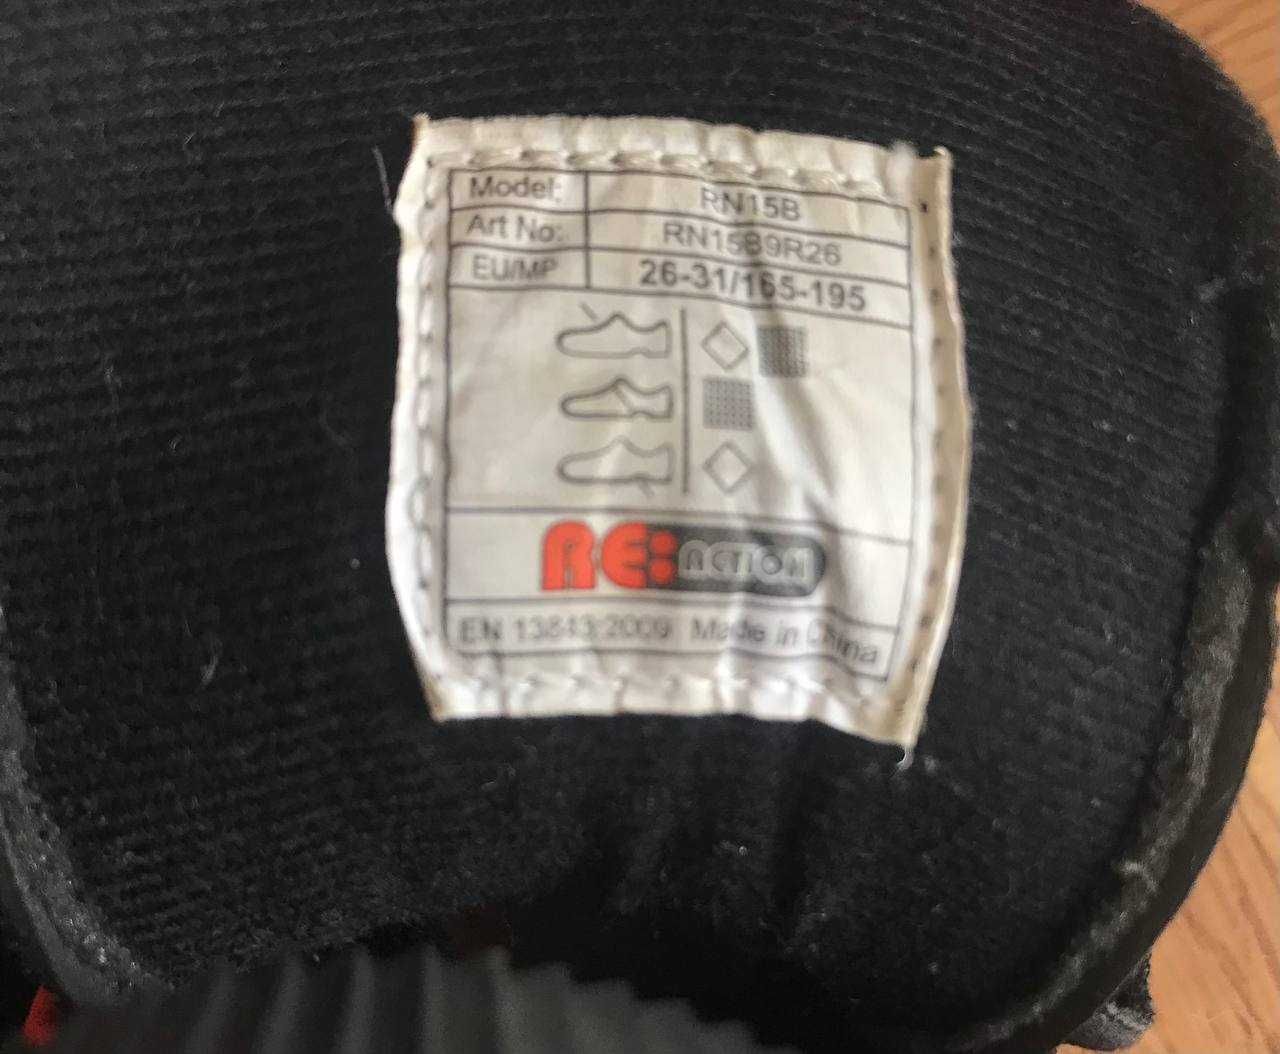 Model: RN15B
Art No: RN15B9R26
EU/MP 26-31/165-195
RE:ACTION
EN 13843:2009 Made in China